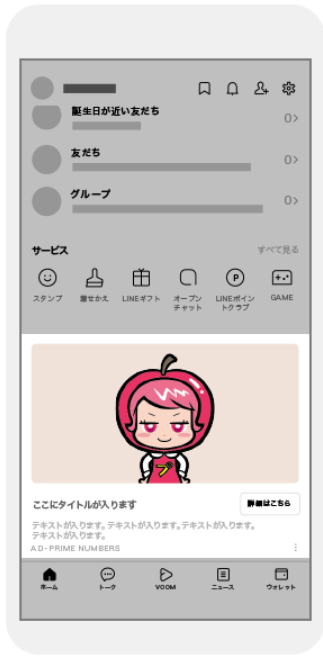 誕生日が近い友だち
0>
友だち
0>
グループ
0>
サービス
すべて見る
スタンプ
着せかえ
LINEギフト
オープン
チャット
LINEポイン
トクラブ
GAME
P
ここにタイトルが入ります
詳細はこちら
テキストが入ります。テキストが入ります。テキストが入ります。
テキストが入ります。
AD・PRIME NUMBERS
ホーム
トーク
VOOM
ニュース
ウォレット